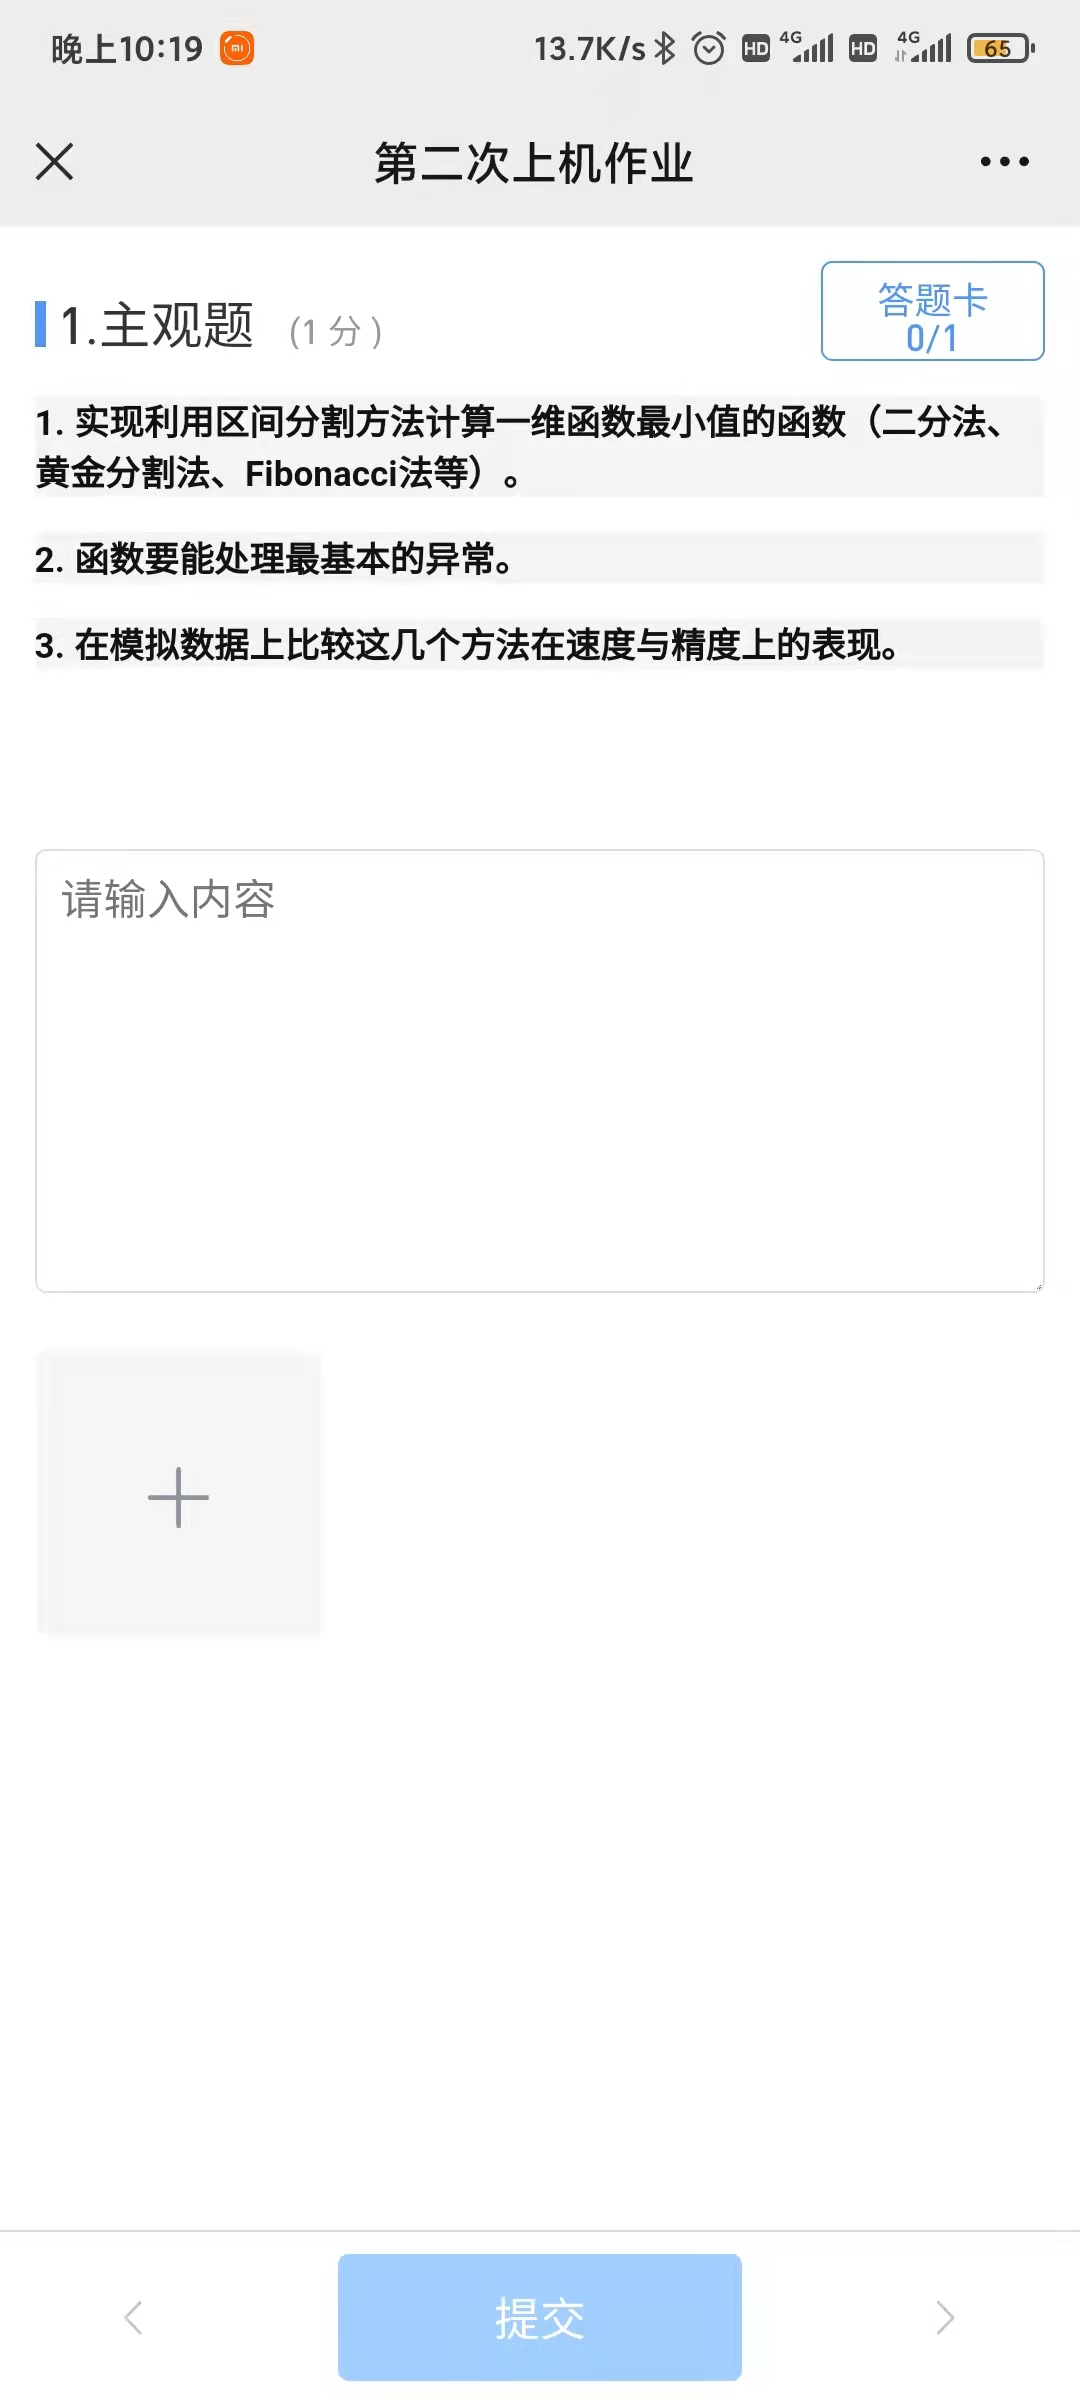 晚上10:19 13.7K/s HD 4G HD 4G 65
第二次上机作业
1.主观题 (1 分)
答题卡
0/1
1. 实现利用区间分割方法计算一维函数最小值的函数（二分法、
黄金分割法、Fibonacci法等）。
2. 函数要能处理最基本的异常。
3. 在模拟数据上比较这几个方法在速度与精度上的表现。
请输入内容
提交